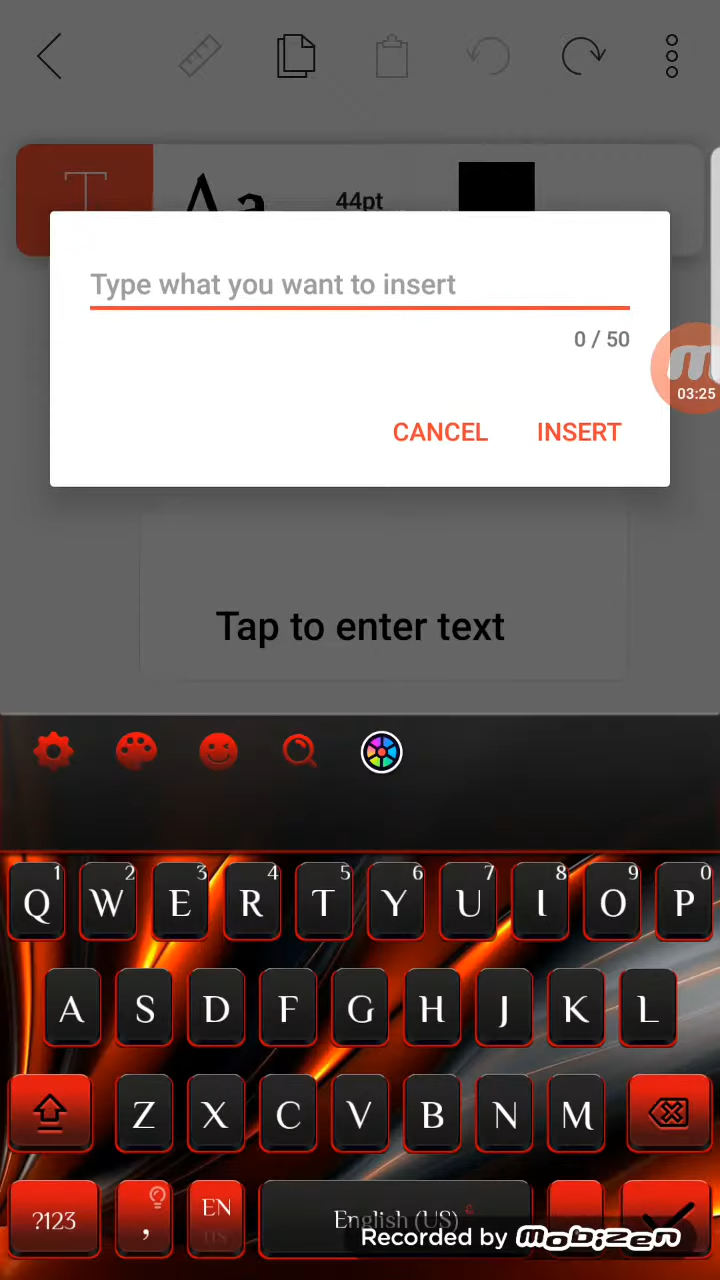 T Aa 44pt
Type what you want to insert
0 / 50
03:25
CANCEL INSERT
Tap to enter text
1 2 3 4 5 6 7 8 9 0
Q W E R T Y U I O P
A S D F G H J K L
Z X C V B N M
?123 , EN English (US)
Recorded by mobizen